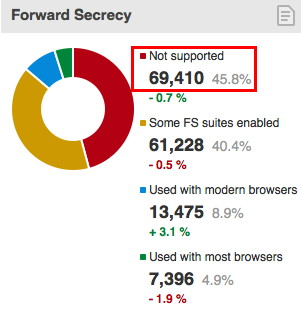 Forward Secrecy
Not supported
69,410 45.8%
- 0.7 %
Some FS suites enabled
61,228 40.4%
- 0.5 %
Used with modern browsers
13,475 8.9%
+ 3.1 %
Used with most browsers
7,396 4.9%
- 1.9 %